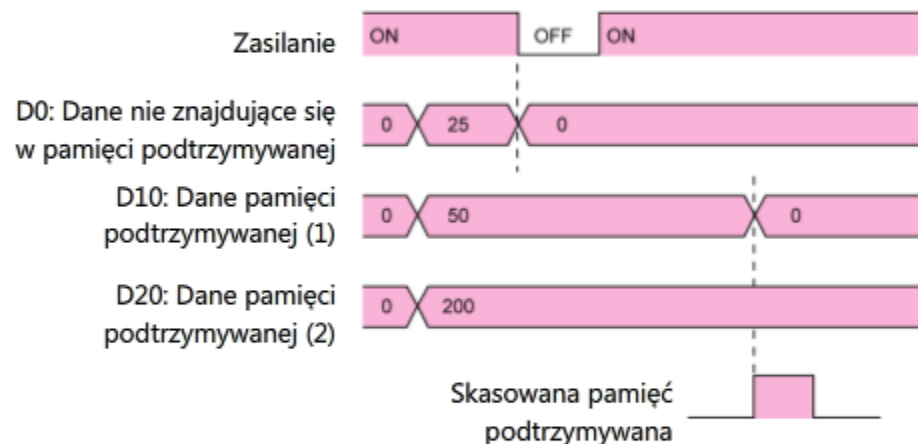 Zasilanie
ON OFF ON
D0: Dane nie znajdujące się
w pamięci podtrzymywanej
0 25 0
D10: Dane pamięci
podtrzymywanej (1)
0 50 0
D20: Dane pamięci
podtrzymywanej (2)
0 200
Skasowana pamięć
podtrzymywana